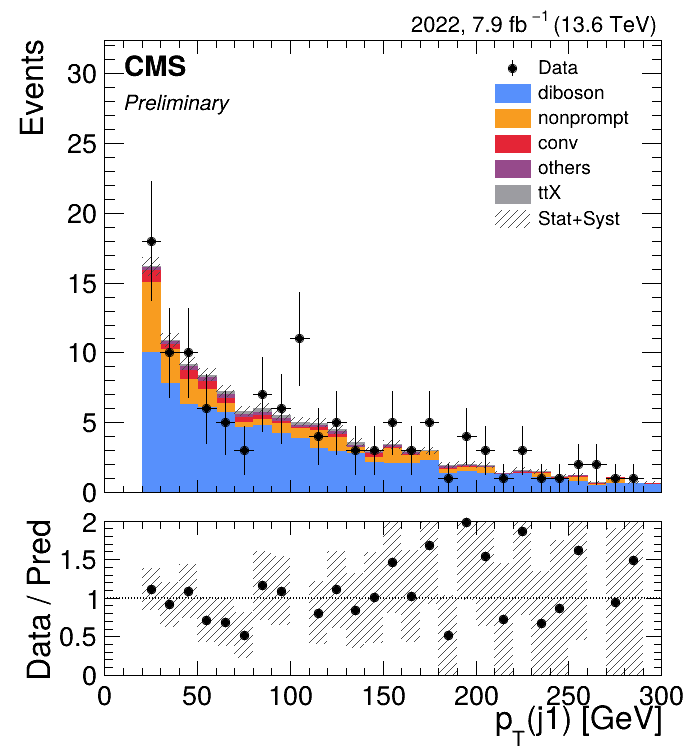 2022, 7.9 fb⁻¹ (13.6 TeV)
CMS
Preliminary
Events
30
25
20
15
10
5
0
Data
diboson
nonprompt
conv
others
ttX
Stat+Syst
Data / Pred
2
1.5
1
0.5
0
0 50 100 150 200 250 300
p_T(j1) [GeV]